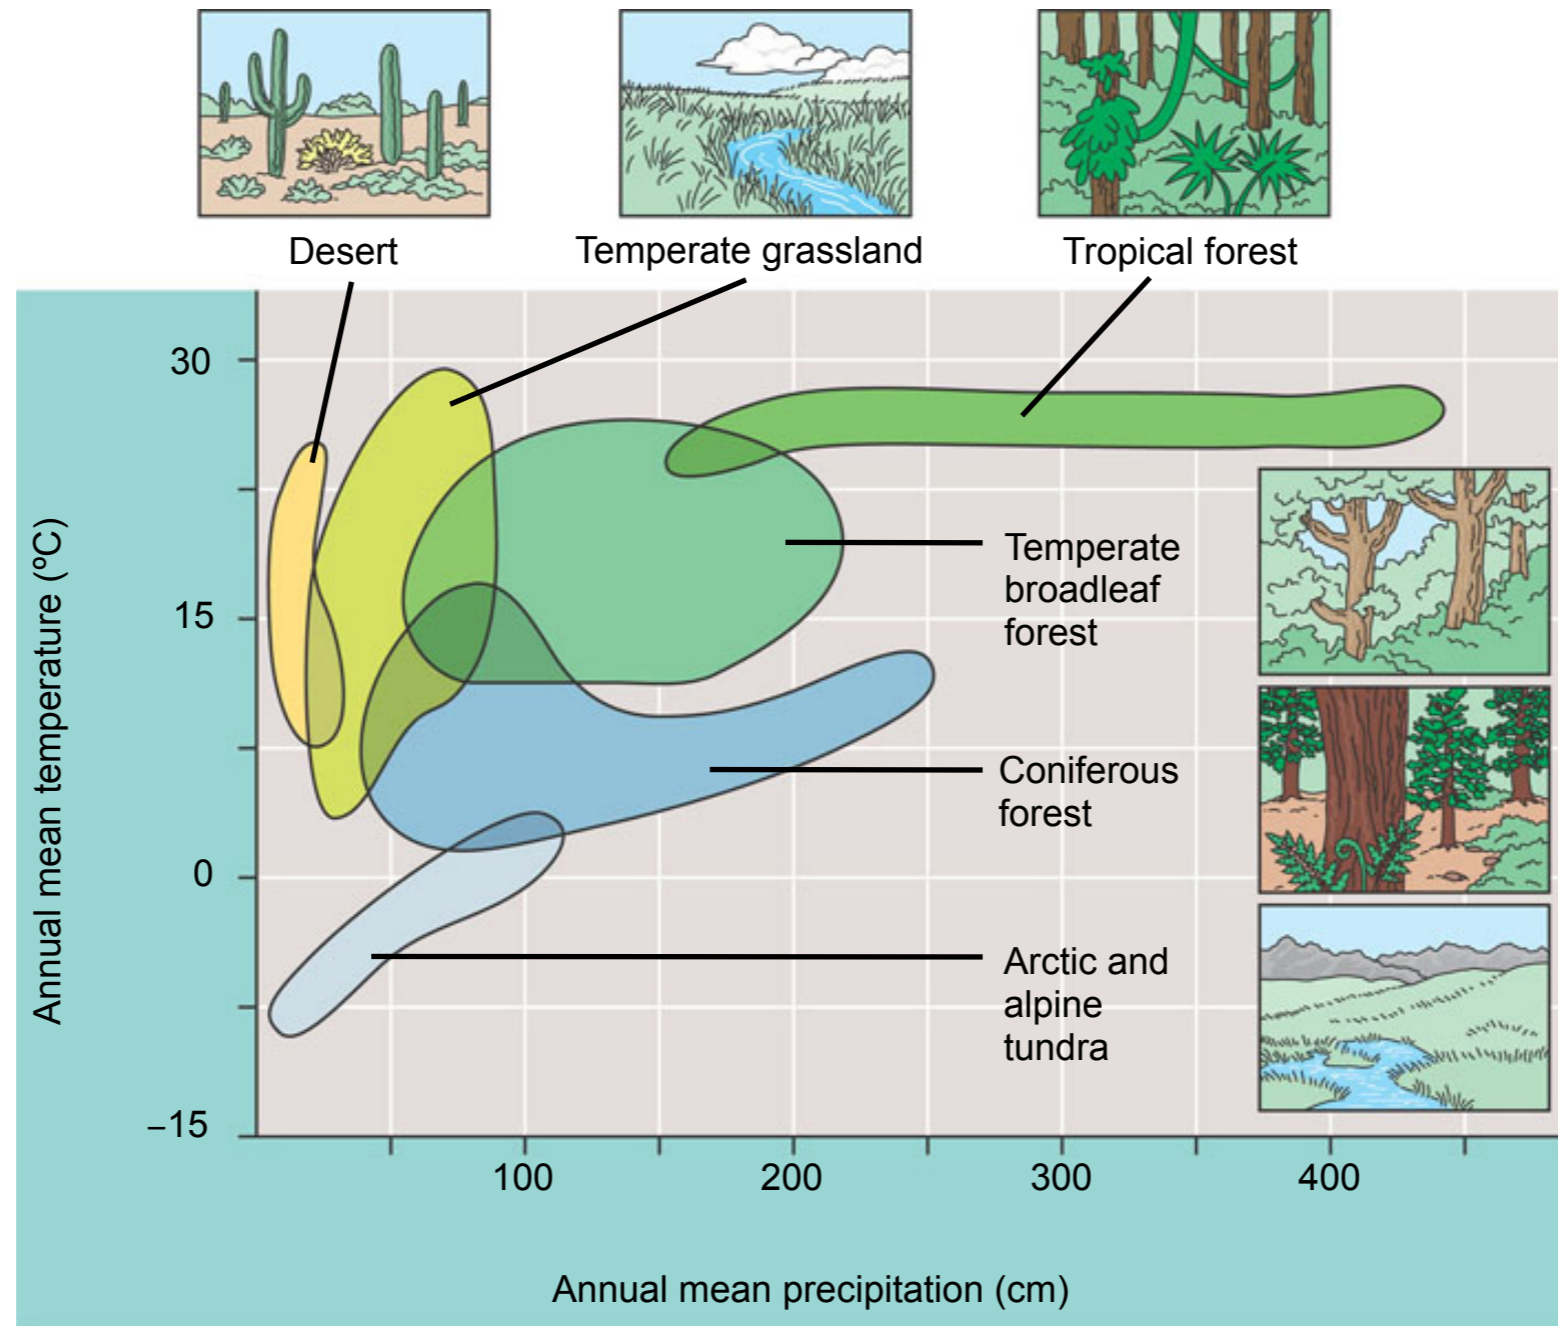 Desert
Temperate grassland
Tropical forest
30
15
0
–15
Annual mean temperature (ºC)
Temperate
broadleaf
forest
Coniferous
forest
Arctic and
alpine
tundra
100
200
300
400
Annual mean precipitation (cm)